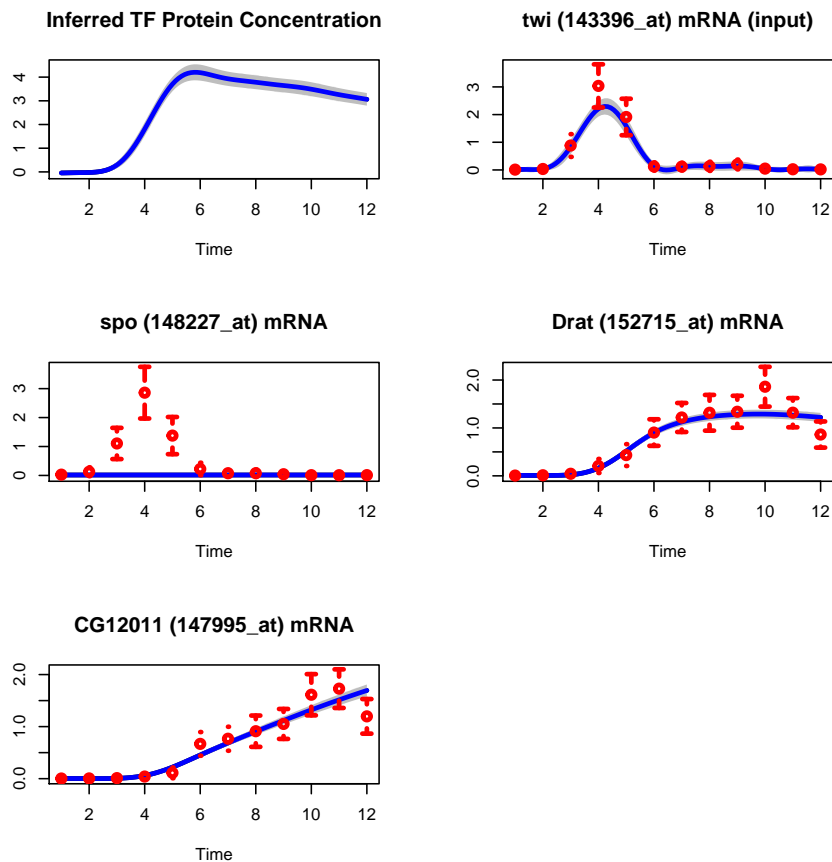 Inferred TF Protein Concentration
0 1 2 3 4
2 4 6 8 10 12
Time
twi (143396_at) mRNA (input)
0 1 2 3
2 4 6 8 10 12
Time
spo (148227_at) mRNA
0 1 2 3
2 4 6 8 10 12
Time
Drat (152715_at) mRNA
0.0 1.0 2.0
2 4 6 8 10 12
Time
CG12011 (147995_at) mRNA
0.0 1.0 2.0
2 4 6 8 10 12
Time